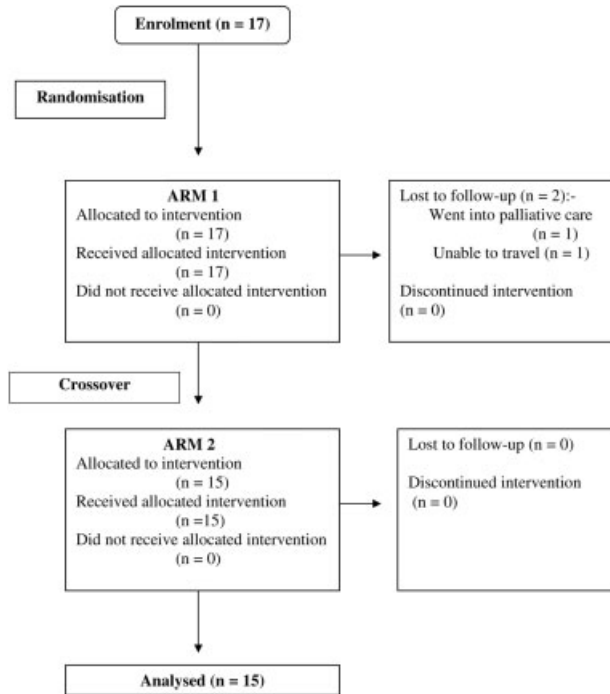 Enrolment (n = 17)
Randomisation
ARM 1
Allocated to intervention
(n = 17)
Received allocated intervention
(n = 17)
Did not receive allocated intervention
(n = 0)
Lost to follow-up (n = 2):-
Went into palliative care
(n = 1)
Unable to travel (n = 1)
Discontinued intervention
(n = 0)
Crossover
ARM 2
Allocated to intervention
(n = 15)
Received allocated intervention
(n =15)
Did not receive allocated intervention
(n = 0)
Lost to follow-up (n = 0)
Discontinued intervention
(n = 0)
Analysed (n = 15)